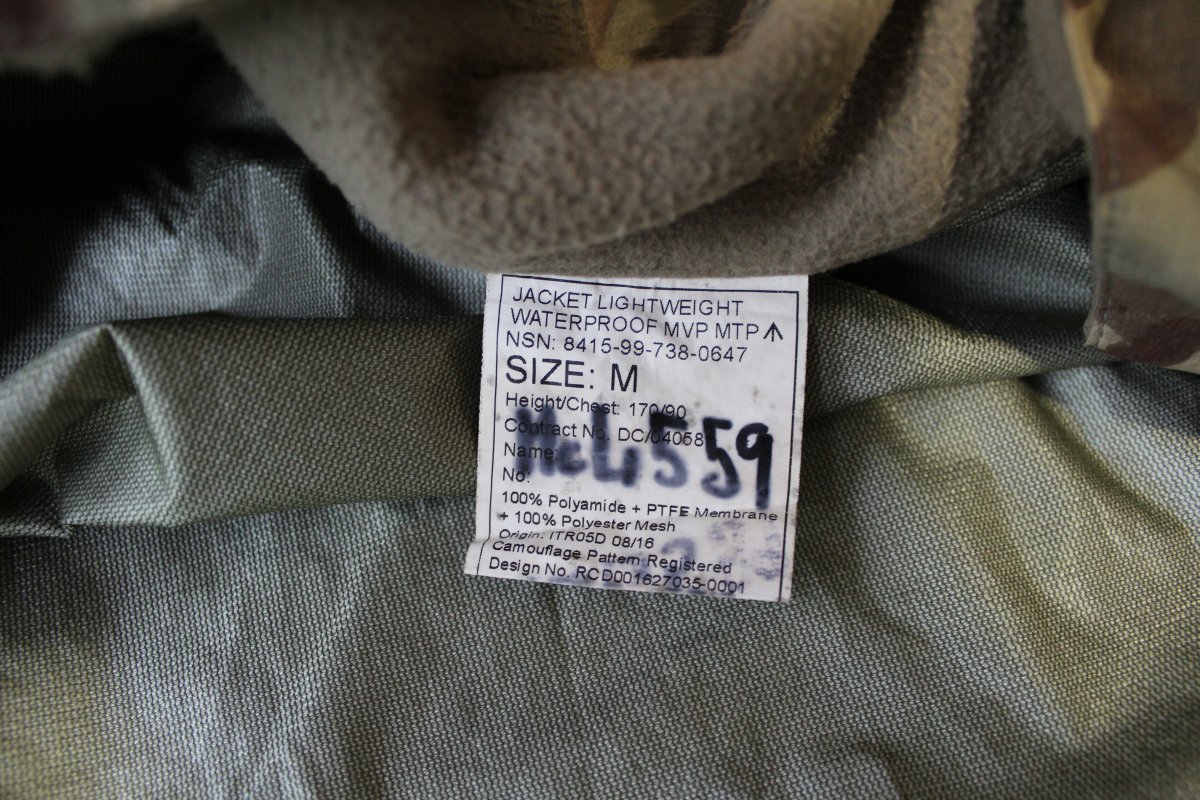 JACKET LIGHTWEIGHT
WATERPROOF MVP MTP
NSN: 8415-99-738-0647
SIZE: M
Height/Chest: 170/90
Contract No. DC/04058
Name:
559
No:
100% Polyamide + PTFE Membrane
+ 100% Polyester Mesh
Origin: ITR05D 08/16
Camouflage Pattern Registered
Design No. RCD001627035-0001